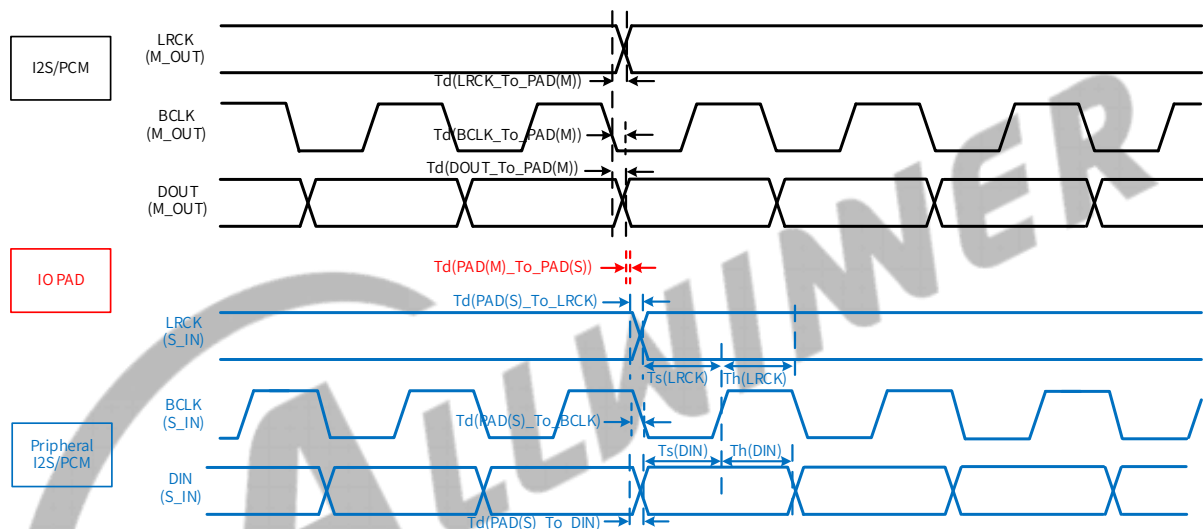 I2S/PCM
LRCK
(M_OUT)
Td(LRCK_To_PAD(M))
BCLK
(M_OUT)
Td(BCLK_To_PAD(M))
Td(DOUT_To_PAD(M))
DOUT
(M_OUT)
IO PAD
Td(PAD(M)_To_PAD(S))
Td(PAD(S)_To_LRCK)
LRCK
(S_IN)
Ts(LRCK) Th(LRCK)
BCLK
(S_IN)
Td(PAD(S)_To_BCLK)
Pripheral
I2S/PCM
Ts(DIN) Th(DIN)
DIN
(S_IN)
Td(PAD(S)_To_DIN)
ALLWINNER